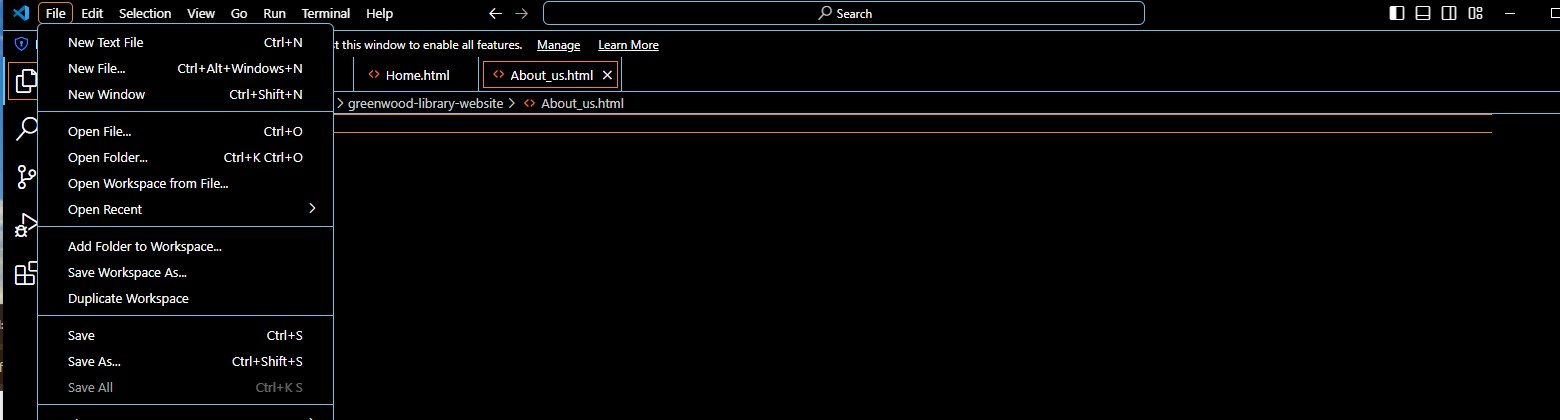 File Edit Selection View Go Run Terminal Help Search
New Text File Ctrl+N st this window to enable all features. Manage Learn More
New File... Ctrl+Alt+Windows+N Home.html About_us.html
New Window Ctrl+Shift+N greenwood-library-website > About_us.html
Open File... Ctrl+O
Open Folder... Ctrl+K Ctrl+O
Open Workspace from File...
Open Recent
Add Folder to Workspace...
Save Workspace As...
Duplicate Workspace
Save Ctrl+S
Save As... Ctrl+Shift+S
Save All Ctrl+K S